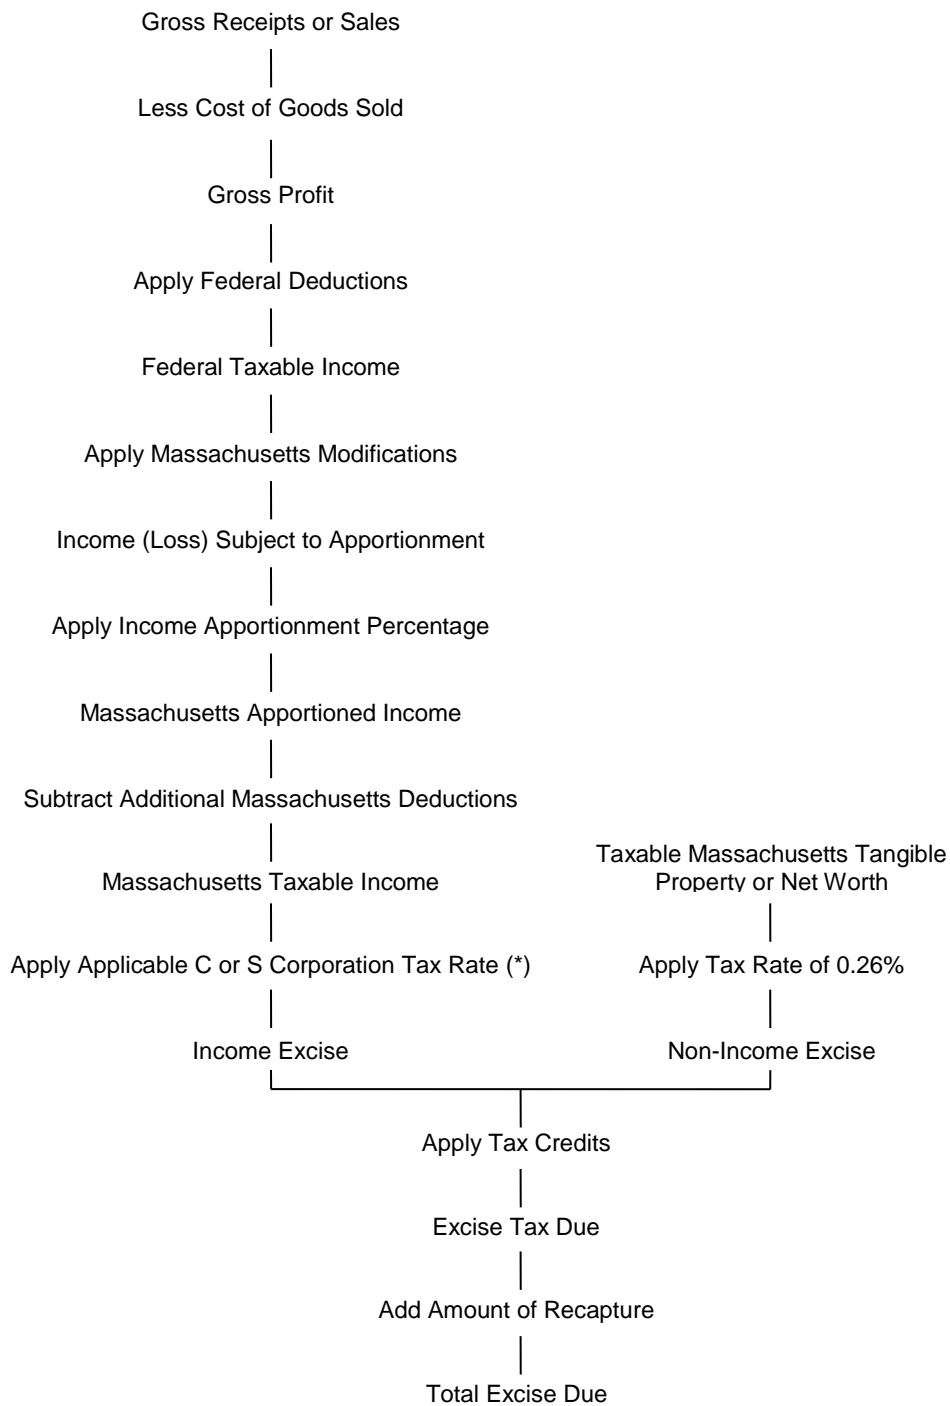 Gross Receipts or Sales
Less Cost of Goods Sold
Gross Profit
Apply Federal Deductions
Federal Taxable Income
Apply Massachusetts Modifications
Income (Loss) Subject to Apportionment
Apply Income Apportionment Percentage
Massachusetts Apportioned Income
Subtract Additional Massachusetts Deductions
Massachusetts Taxable Income
Apply Applicable C or S Corporation Tax Rate (*)
Income Excise
Taxable Massachusetts Tangible
Property or Net Worth
Apply Tax Rate of 0.26%
Non-Income Excise
Apply Tax Credits
Excise Tax Due
Add Amount of Recapture
Total Excise Due